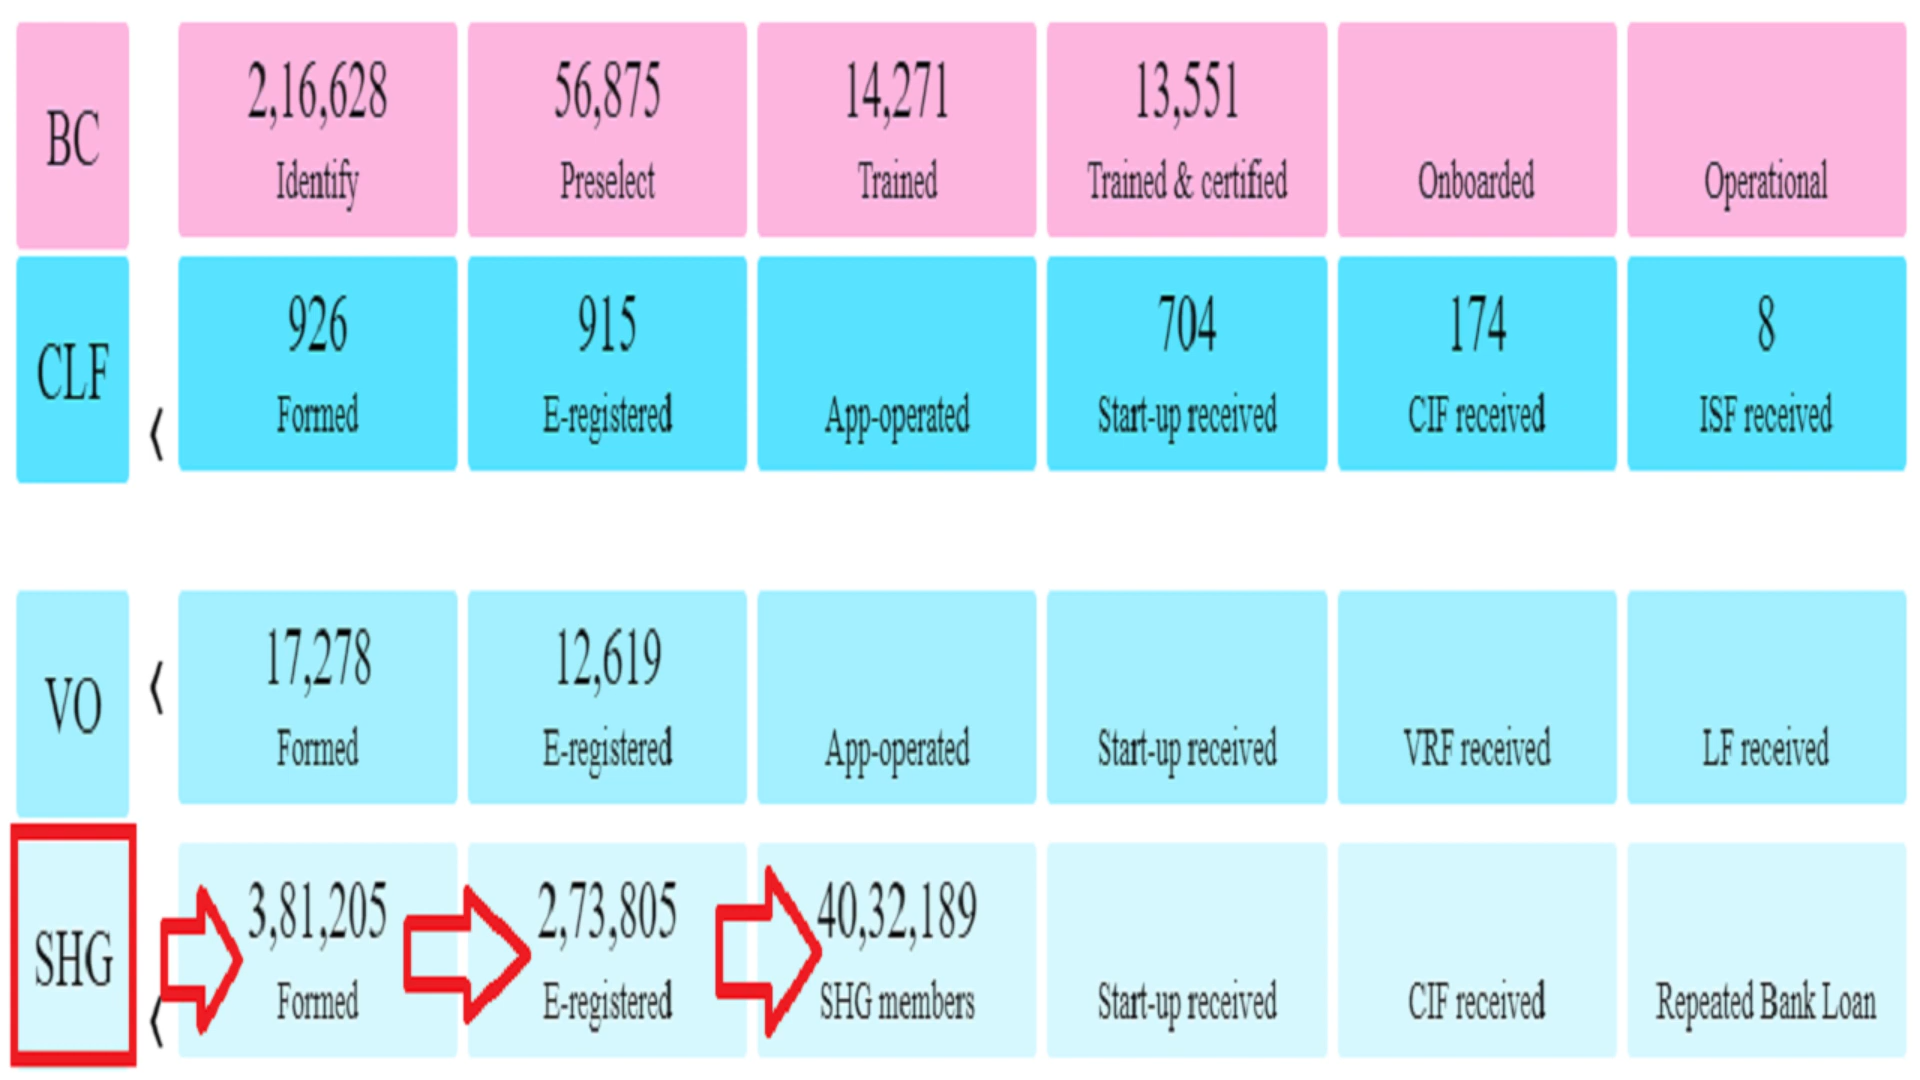 BC
2,16,628
Identify
56,875
Preselect
14,271
Trained
13,551
Trained & certified
Onboarded
Operational
CLF
926
Formed
915
E-registered
App-operated
704
Start-up received
174
CIF received
8
ISF received
VO
17,278
Formed
12,619
E-registered
App-operated
Start-up received
VRF received
LF received
SHG
3,81,205
Formed
2,73,805
E-registered
40,32,189
SHG members
Start-up received
CIF received
Repeated Bank Loan